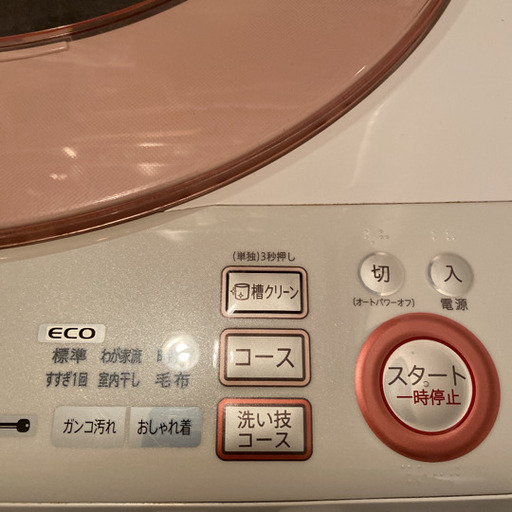 (単独)3秒押し
槽クリーン
切
入
(オートパワーオフ)
電源
ECO
標準 わが家流
すすぎ1回 室内干し 毛布
コース
スタート
一時停止
ガンコ汚れ おしゃれ着
洗い技
コース